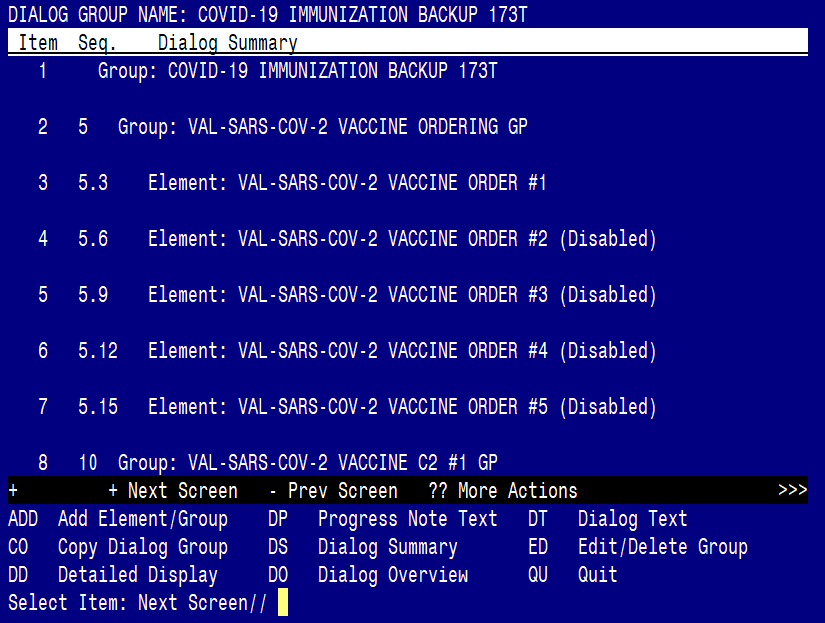 DIALOG GROUP NAME: COVID-19 IMMUNIZATION BACKUP 173T
Item Seq. Dialog Summary
1 Group: COVID-19 IMMUNIZATION BACKUP 173T
2 5 Group: VAL-SARS-COV-2 VACCINE ORDERING GP
3 5.3 Element: VAL-SARS-COV-2 VACCINE ORDER #1
4 5.6 Element: VAL-SARS-COV-2 VACCINE ORDER #2 (Disabled)
5 5.9 Element: VAL-SARS-COV-2 VACCINE ORDER #3 (Disabled)
6 5.12 Element: VAL-SARS-COV-2 VACCINE ORDER #4 (Disabled)
7 5.15 Element: VAL-SARS-COV-2 VACCINE ORDER #5 (Disabled)
8 10 Group: VAL-SARS-COV-2 VACCINE C2 #1 GP
+ + Next Screen - Prev Screen ?? More Actions >>>
ADD Add Element/Group DP Progress Note Text DT Dialog Text
CO Copy Dialog Group DS Dialog Summary ED Edit/Delete Group
DD Detailed Display DO Dialog Overview QU Quit
Select Item: Next Screen//